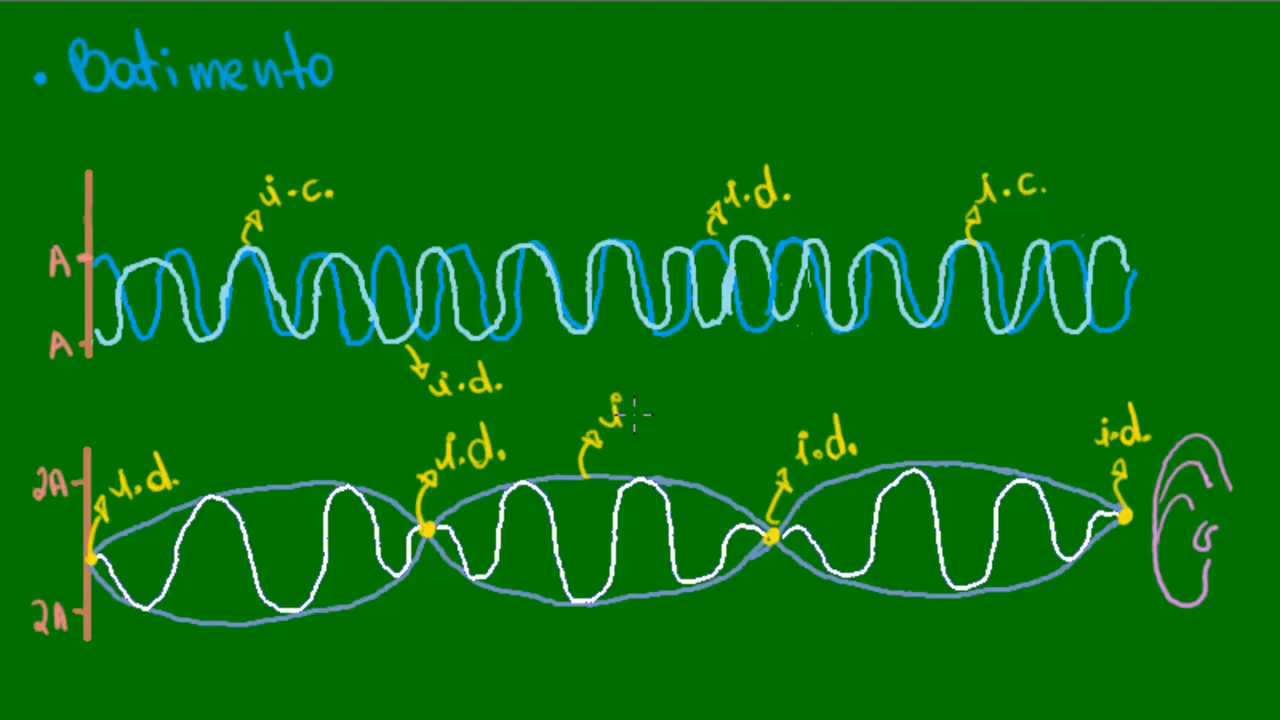 • Batimento
i.c. i.d. i.c.
A
A
i.d.
i
i.d. i.d. i.d. i.d.
2A
2A